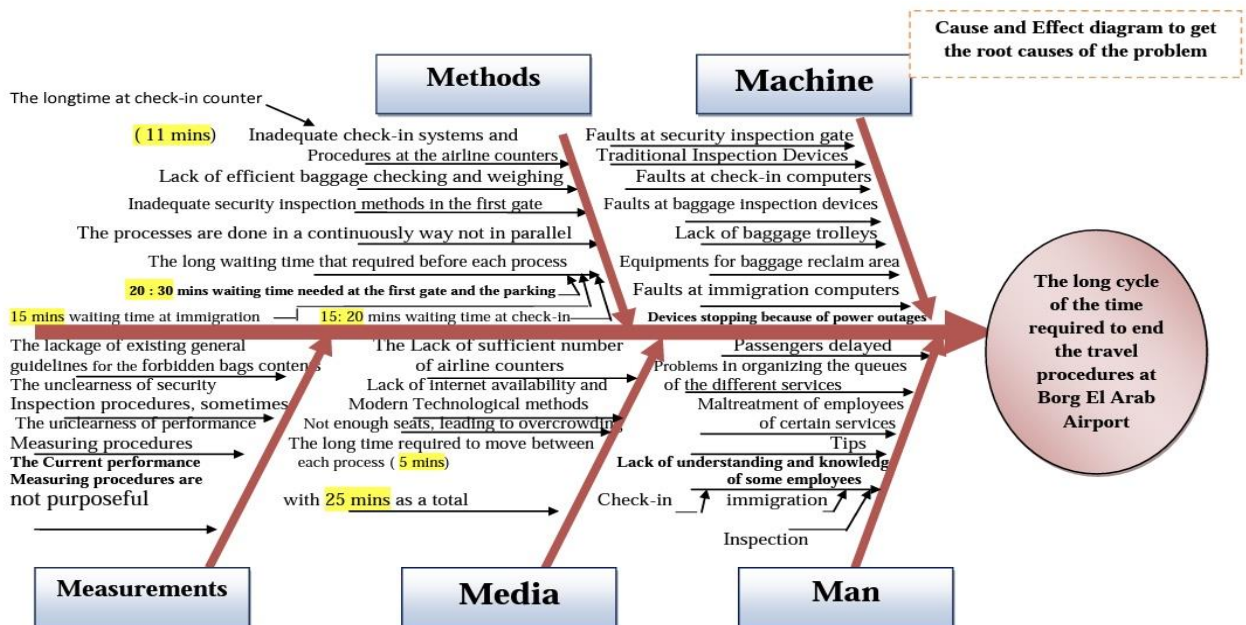 Cause and Effect diagram to get
the root causes of the problem
Methods
Machine
The longtime at check-in counter
( 11 mins) Inadequate check-in systems and
Procedures at the airline counters
Lack of efficient baggage checking and weighing
Inadequate security inspection methods in the first gate
The processes are done in a continuously way not in parallel
The long waiting time that required before each process
20 : 30 mins waiting time needed at the first gate and the parking
15 mins waiting time at immigration
15: 20 mins waiting time at check-in
Faults at security inspection gate
Traditional Inspection Devices
Faults at check-in computers
Faults at baggage inspection devices
Lack of baggage trolleys
Equipments for baggage reclaim area
Faults at immigration computers
Devices stopping because of power outages
The long cycle
of the time
required to end
the travel
procedures at
Borg El Arab
Airport
The lackage of existing general
guidelines for the forbidden bags contents
The unclearness of security
Inspection procedures, sometimes
The unclearness of performance
Measuring procedures
The Current performance
Measuring procedures are
not purposeful
The Lack of sufficient number
of airline counters
Lack of internet availability and
Modern Technological methods
Not enough seats, leading to overcrowding
The long time required to move between
each process ( 5 mins)
with 25 mins as a total
Passengers delayed
Problems in organizing the queues
of the different services
Maltreatment of employees
of certain services
Tips
Lack of understanding and knowledg
of some employees
Check-in
immigration
Inspection
Measurements
Media
Man